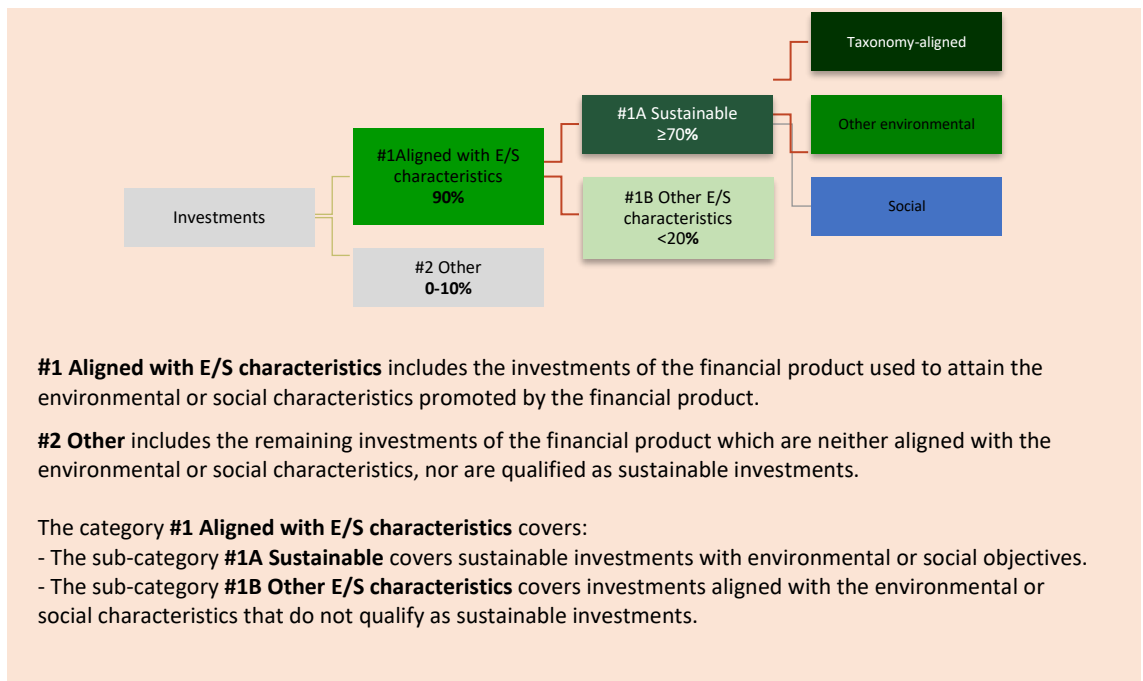 Taxonomy-aligned
#1A Sustainable
≥70%
Other environmental
#1Aligned with E/S
characteristics
90%
#1B Other E/S
characteristics
<20%
Social
Investments
#2 Other
0-10%
#1 Aligned with E/S characteristics includes the investments of the financial product used to attain the
environmental or social characteristics promoted by the financial product.
#2 Other includes the remaining investments of the financial product which are neither aligned with the
environmental or social characteristics, nor are qualified as sustainable investments.
The category #1 Aligned with E/S characteristics covers:
- The sub-category #1A Sustainable covers sustainable investments with environmental or social objectives.
- The sub-category #1B Other E/S characteristics covers investments aligned with the environmental or
social characteristics that do not qualify as sustainable investments.